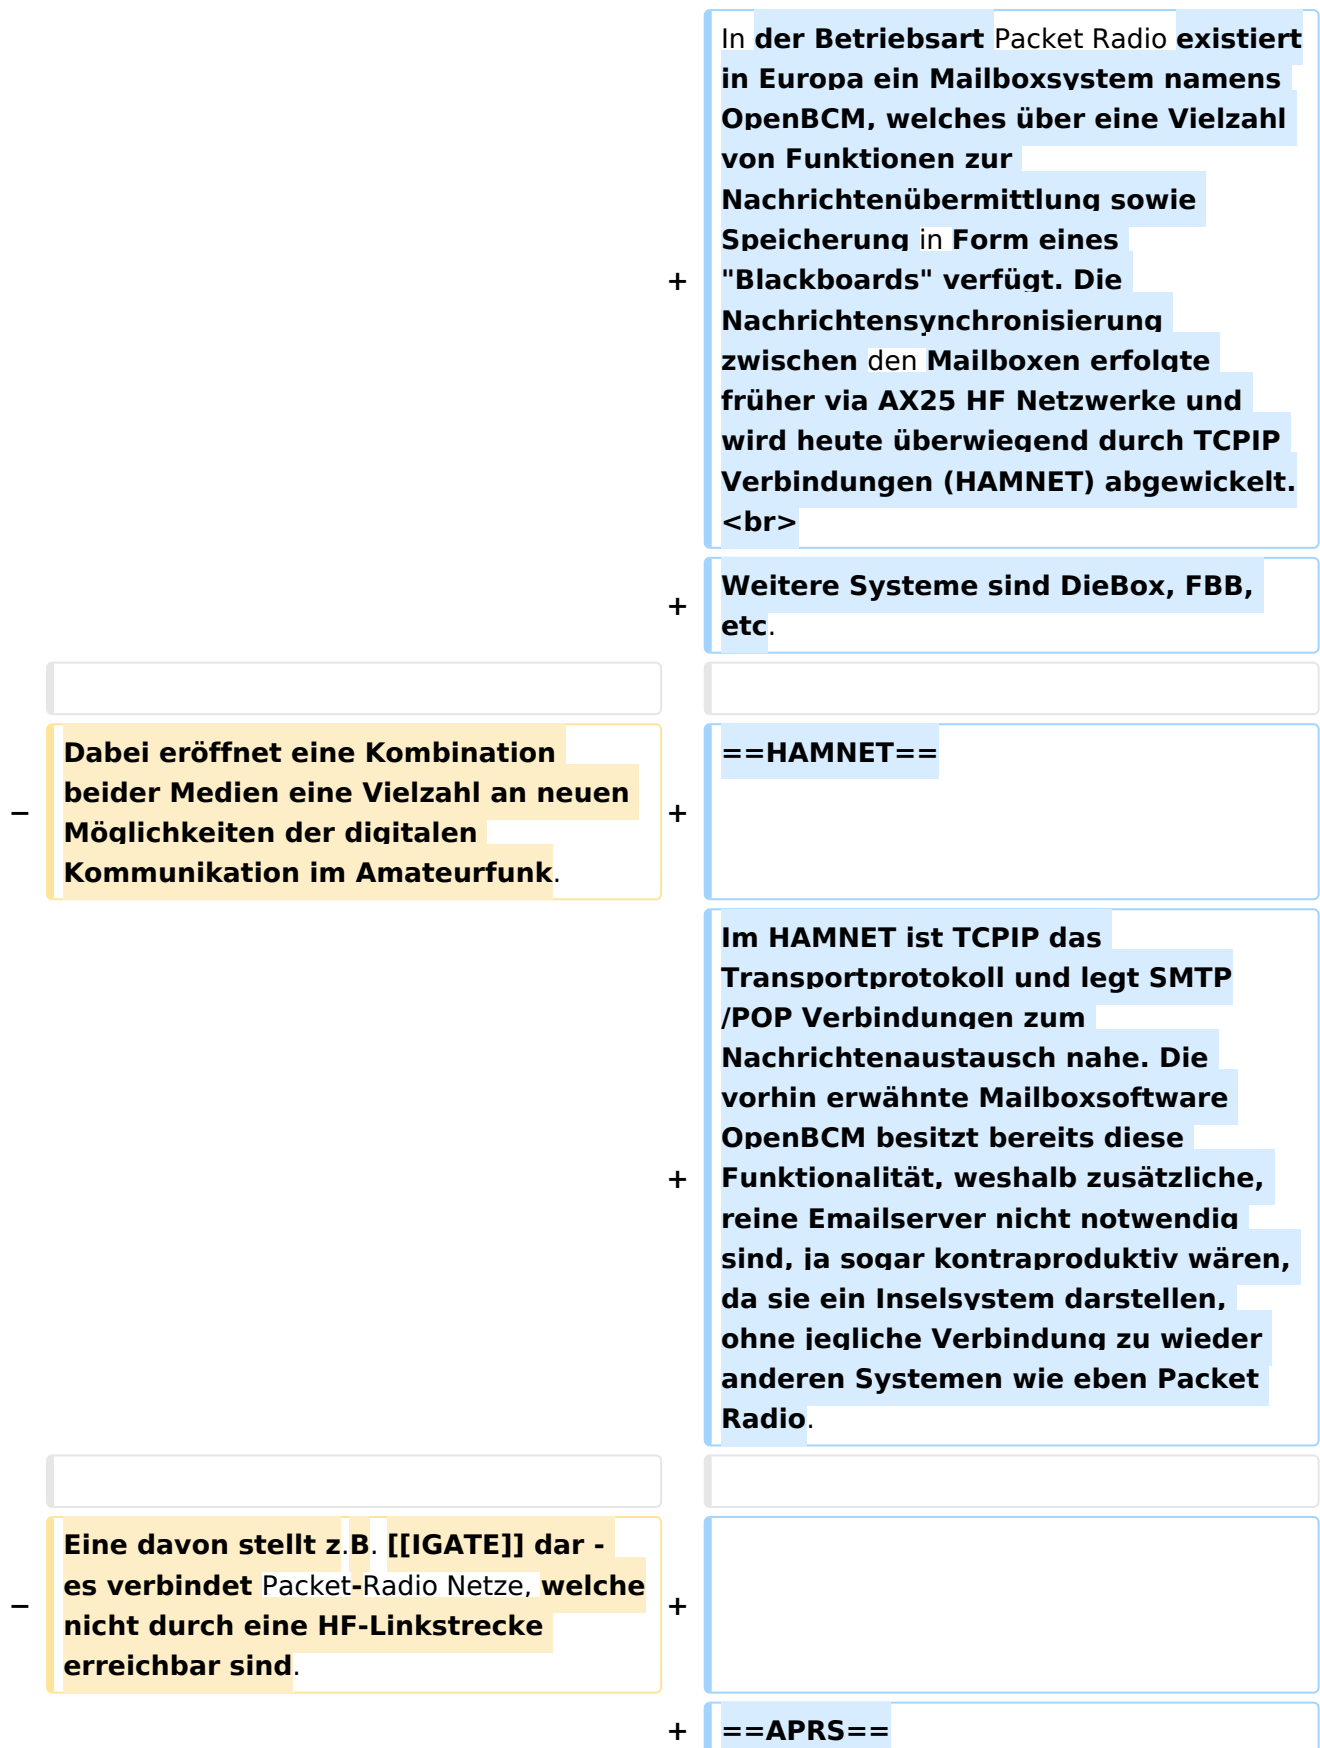 In der Betriebsart Packet Radio existiert
in Europa ein Mailboxsystem namens
OpenBCM, welches über eine Vielzahl
von Funktionen zur
Nachrichtenübermittlung sowie
Speicherung in Form eines
+ "Blackboards" verfügt. Die
Nachrichtensynchronisierung
zwischen den Mailboxen erfolgte
früher via AX25 HF Netzwerke und
wird heute überwiegend durch TCPIP
Verbindungen (HAMNET) abgewickelt.
<br>
+ Weitere Systeme sind DieBox, FBB,
etc.
Dabei eröffnet eine Kombination
beider Medien eine Vielzahl an neuen
− Möglichkeiten der digitalen
Kommunikation im Amateurfunk.
+ ==HAMNET==
Im HAMNET ist TCPIP das
Transportprotokoll und legt SMTP
/POP Verbindungen zum
Nachrichtenaustausch nahe. Die
vorhin erwähnte Mailboxsoftware
OpenBCM besitzt bereits diese
+ Funktionalität, weshalb zusätzliche,
reine Emailserver nicht notwendig
sind, ja sogar kontraproduktiv wären,
da sie ein Inselsystem darstellen,
ohne jegliche Verbindung zu wieder
anderen Systemen wie eben Packet
Radio.
Eine davon stellt z.B. [[IGATE]] dar -
es verbindet Packet-Radio Netze, welche
− nicht durch eine HF-Linkstrecke
erreichbar sind.
+
+ ==APRS==